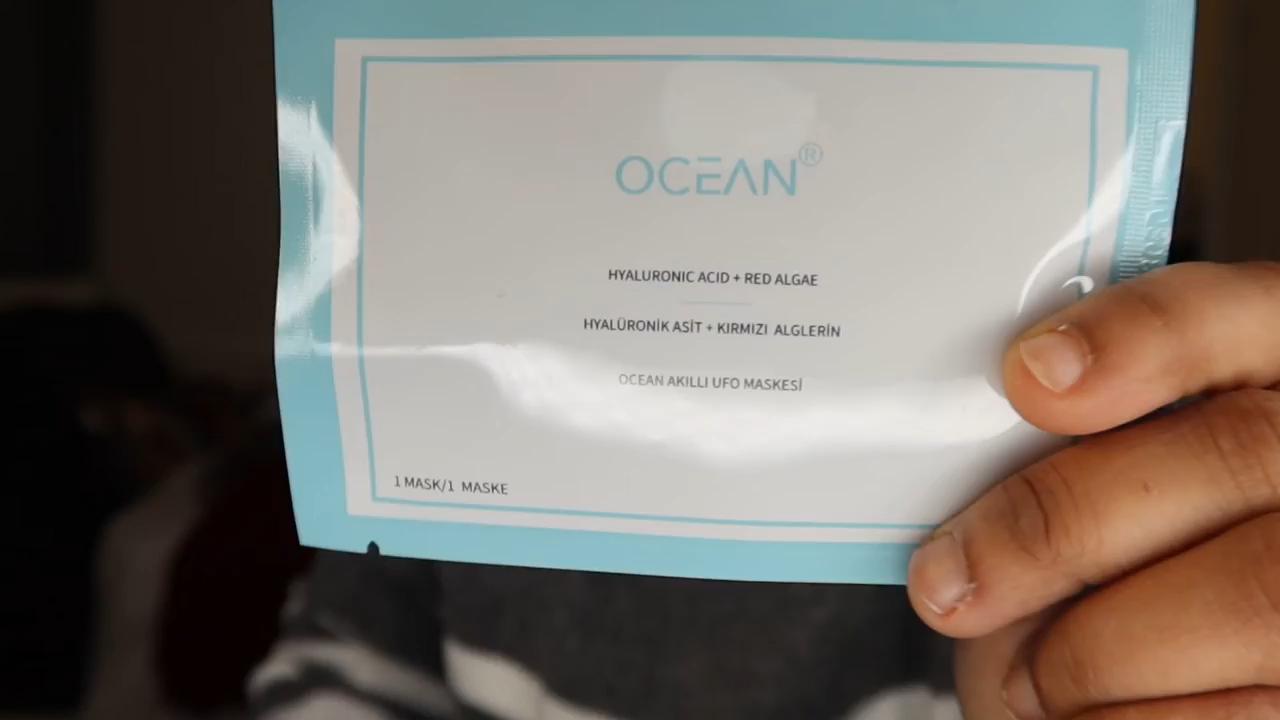 OCEAN®
HYALURONIC ACID + RED ALGAE
HYALÜRONİK ASİT + KIRMIZI ALGLERİN
OCEAN AKILLI UFO MASKESİ
1 MASK/1 MASKE